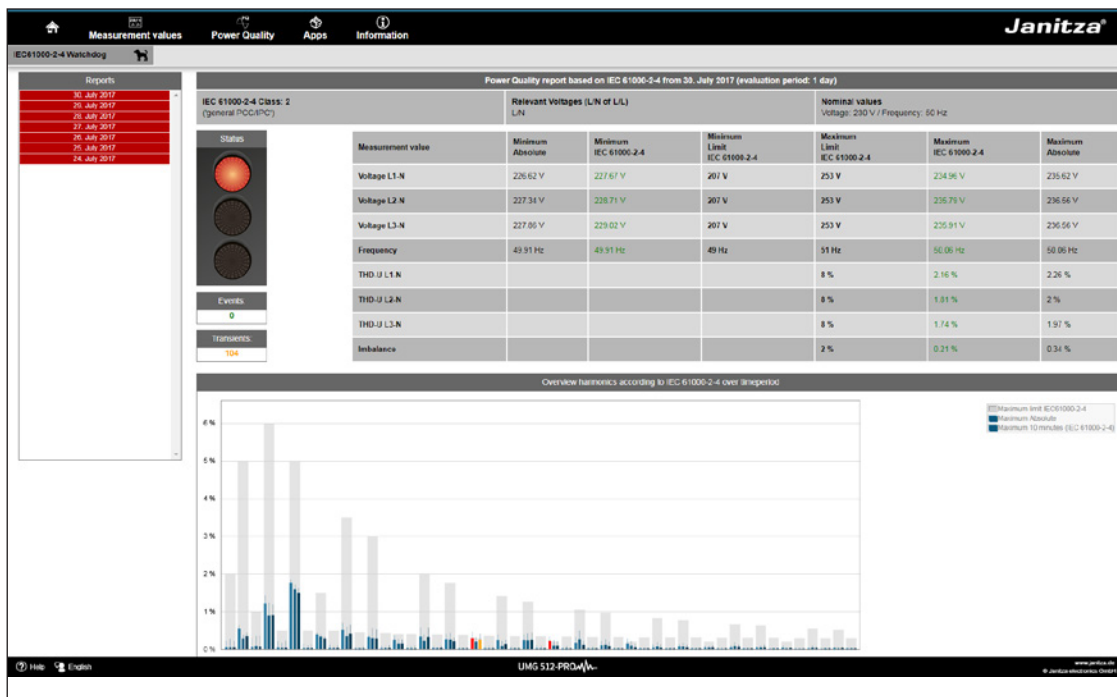 Measurement values
Power Quality
Apps
Information
Janitza®
IEC61000-2-4 Watchdog
Reports
30. July 2017
29. July 2017
28. July 2017
27. July 2017
26. July 2017
25. July 2017
24. July 2017
Power Quality report based on IEC 61000-2-4 from 30. July 2017 (evaluation period: 1 day)
IEC 61000-2-4 Class: 2
('general PCC/IPC')
Relevant Voltages (L/N of L/L)
L/N
Nominal values
Voltage: 230 V / Frequency: 50 Hz
Status
Events
0
Transients
104
Measurement value Minimum Absolute Minimum IEC 61000-2-4 Minimum Limit IEC 61000-2-4 Maximum Limit IEC 61000-2-4 Maximum IEC 61000-2-4 Maximum Absolute
Voltage L1-N 226.62 V 227.67 V 207 V 253 V 234.96 V 235.62 V
Voltage L2-N 227.34 V 228.71 V 207 V 253 V 236.66 V
Voltage L3-N 227.86 V 229.02 V 207 V 253 V 235.91 V 236.56 V
Frequency 49.91 Hz 49.91 Hz 49 Hz 51 Hz 50.06 Hz 50.06 Hz
THD-U L1-N 8 % 2.16 % 2.26 %
THD-U L2-N 8 % 2 %
THD-U L3-N 8 % 1.74 % 1.97 %
Imbalance 2 % 0.21 % 0.34 %
Overview harmonics according to IEC 61000-2-4 over timeperiod
6 %
5 %
4 %
3 %
2 %
1 %
0 %
Maximum limit IEC61000-2-4
Maximum Absolute
Maximum 10 minutes (IEC 61000-2-4)
Help
English
UMG 512-PRO
www.janitza.de
© Janitza electronics GmbH